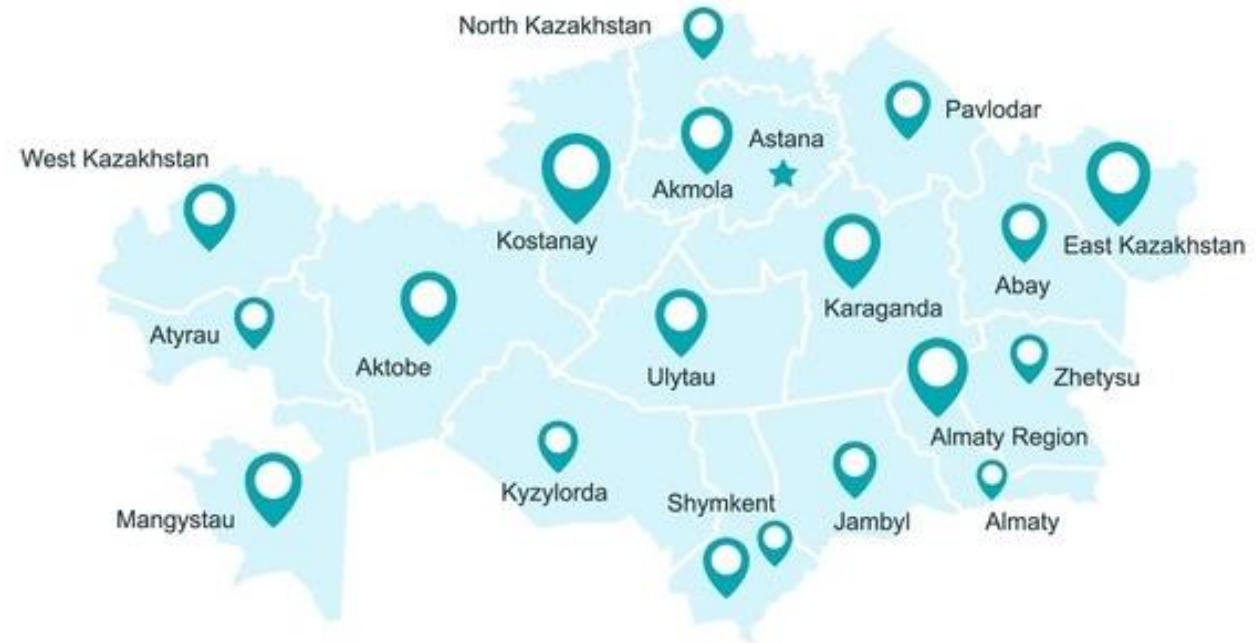 North Kazakhstan
Pavlodar
Astana
West Kazakhstan
Akmola
Kostanay
East Kazakhstan
Abay
Karaganda
Atyrau
Aktobe
Ulytau
Zhetysu
Almaty Region
Kyzylorda
Shymkent
Mangystau
Jambyl
Almaty